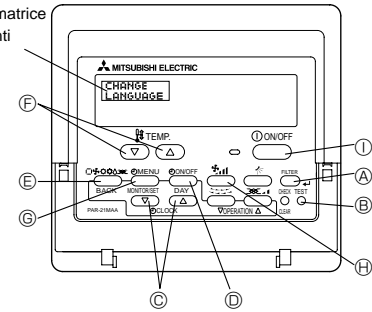 matrice
nti
MITSUBISHI ELECTRIC
CHANGE
LANGUAGE
TEMP.
ON/OFF
MENU
ON/OFF
FILTER
BACK
MONITOR/SET
DAY
CHECK TEST
PAR-21MAA
CLOCK
OPERATION
CLEAR
F
E
G
C
D
H
I
A
B